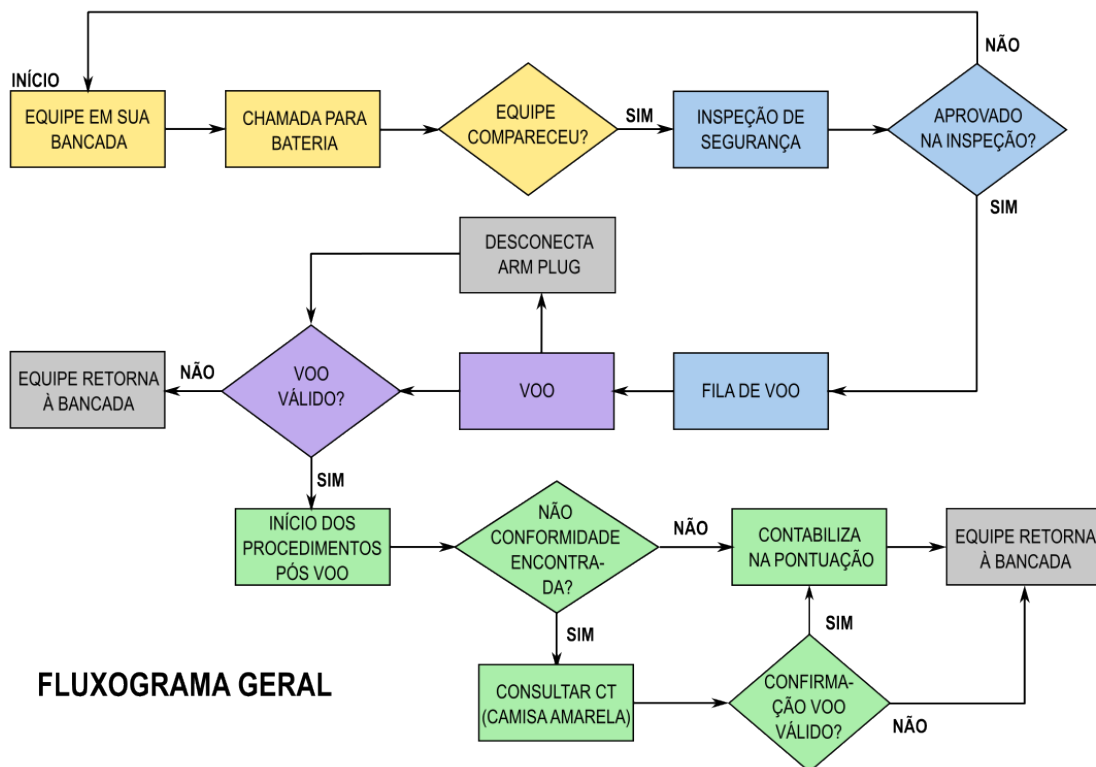 NÃO
INÍCIO
EQUIPE EM SUA
BANCADA
CHAMADA PARA
BATERIA
EQUIPE
COMPARECEU?
SIM
INSPEÇÃO DE
SEGURANÇA
APROVADO
NA INSPEÇÃO?
SIM
DESCONECTA
ARM PLUG
EQUIPE RETORNA
À BANCADA
NÃO
VOO
VÁLIDO?
VOO
FILA DE VOO
SIM
INÍCIO DOS
PROCEDIMENTOS
PÓS VOO
NÃO
CONFORMIDADE
ENCONTRA-
DA?
NÃO
CONTABILIZA
NA PONTUAÇÃO
EQUIPE RETORNA
À BANCADA
SIM
SIM
FLUXOGRAMA GERAL
CONSULTAR CT
(CAMISA AMARELA)
CONFIRMA-
ÇÃO VOO
VÁLIDO?
NÃO